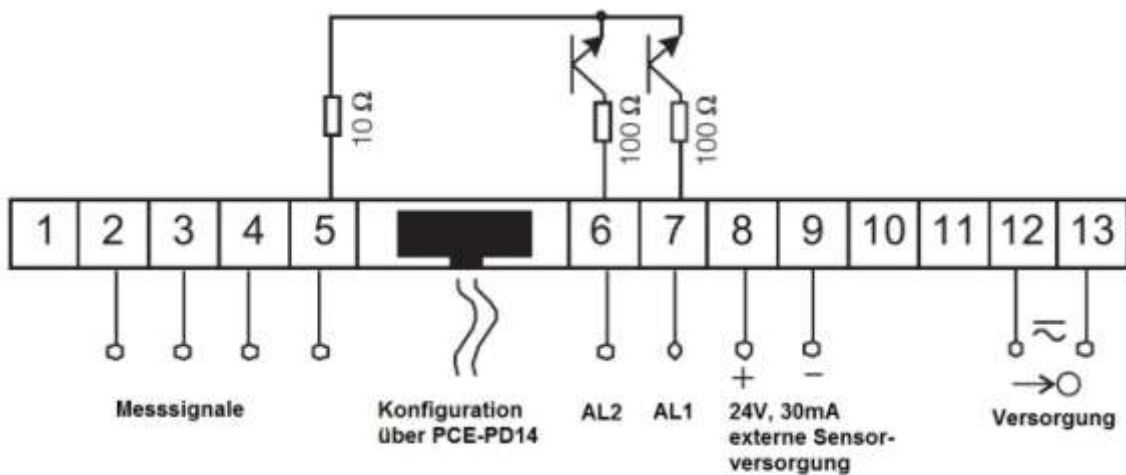 10 Ω
100 Ω
100 Ω
1 2 3 4 5 6 7 8 9 10 11 12 13
+ −
Messsignale
Konfiguration
über PCE-PD14
AL2
AL1
24V, 30mA
externe Sensor-
versorgung
Versorgung